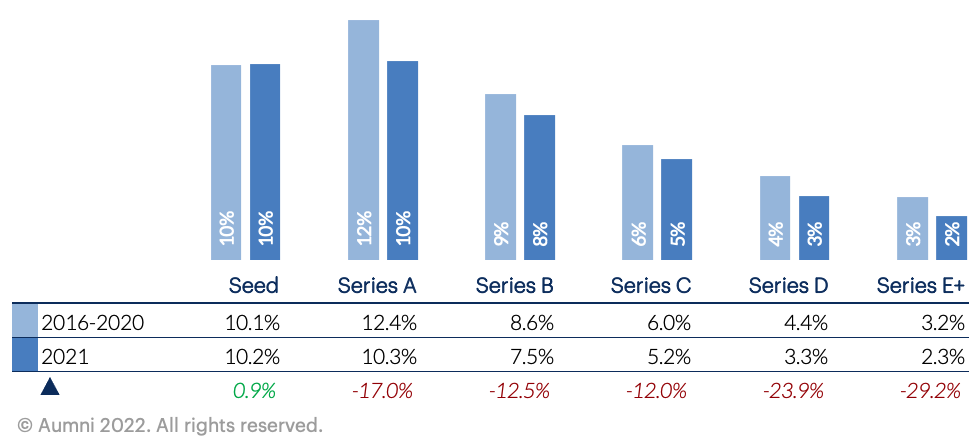 10% 10% 12% 10% 9% 8% 6% 5% 4% 3% 3% 2%
Seed Series A Series B Series C Series D Series E+
2016-2020 10.1% 12.4% 8.6% 6.0% 4.4% 3.2%
2021 10.2% 10.3% 7.5% 5.2% 3.3% 2.3%
0.9% -17.0% -12.5% -12.0% -23.9% -29.2%
© Aumni 2022. All rights reserved.